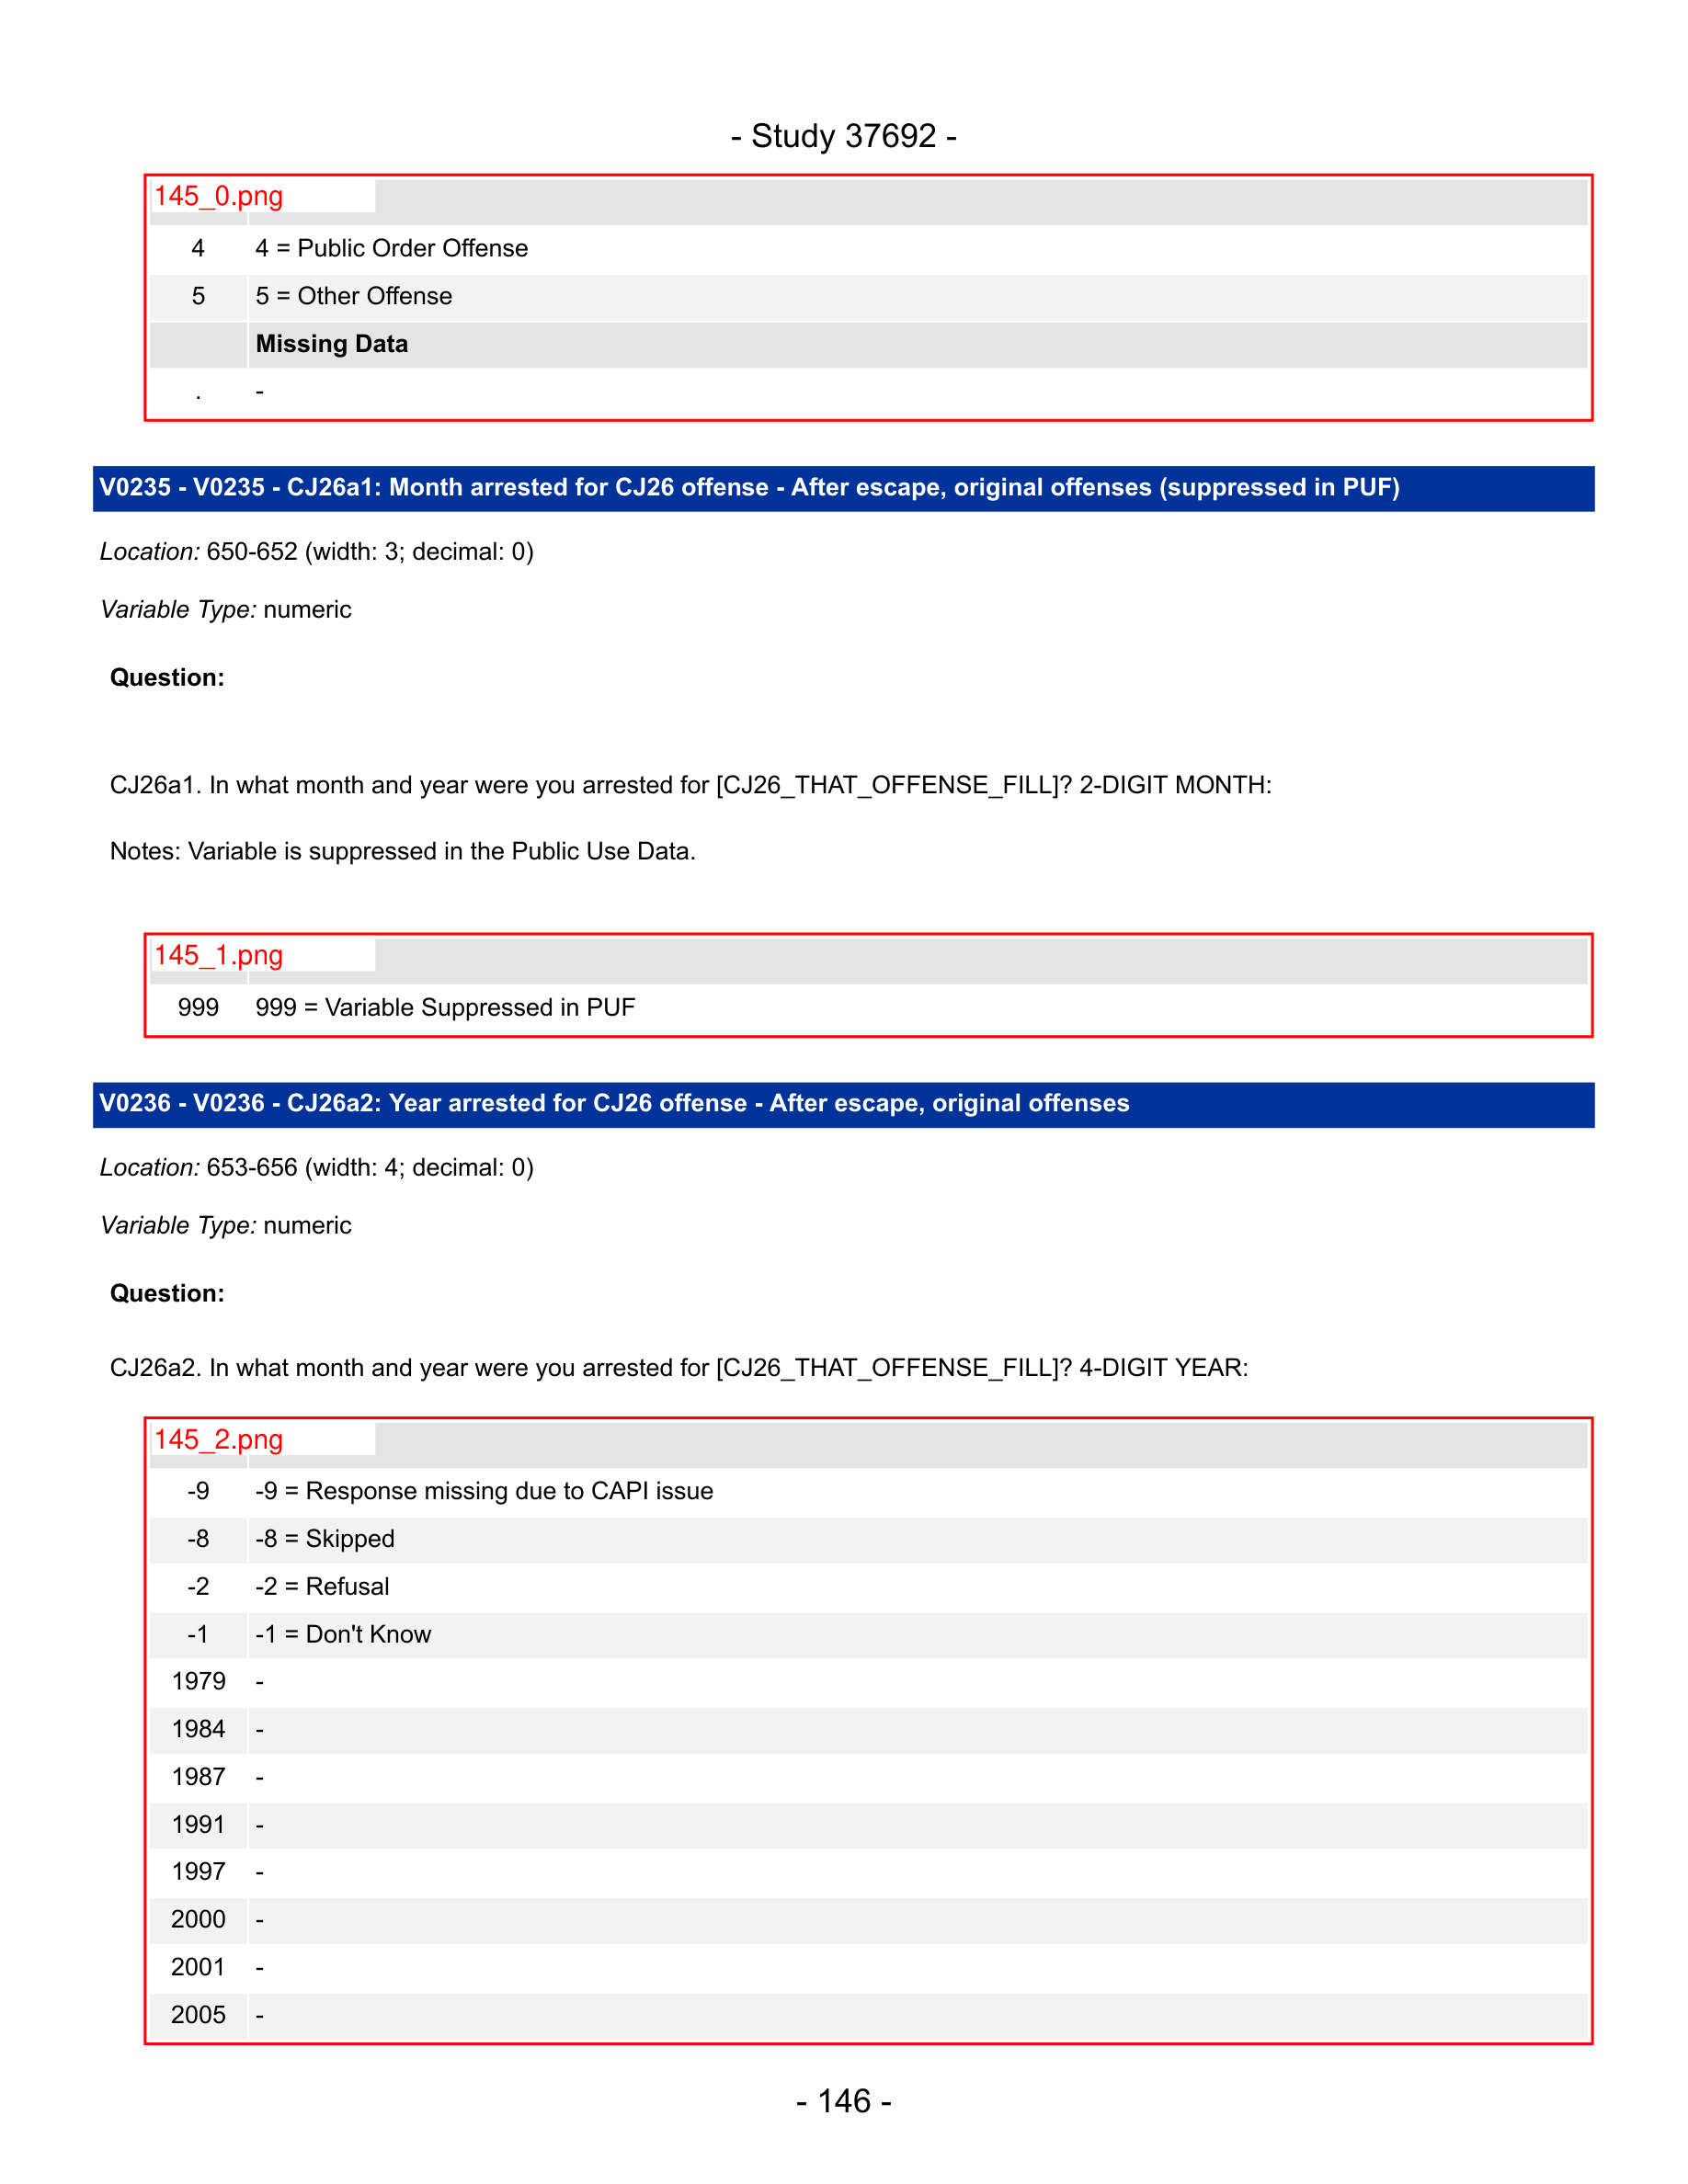 - Study 37692 -
145_0.png
4 4 = Public Order Offense
5 5 = Other Offense
Missing Data
. -
V0235 - V0235 - CJ26a1: Month arrested for CJ26 offense - After escape, original offenses (suppressed in PUF)
Location: 650-652 (width: 3; decimal: 0)
Variable Type: numeric
Question:
CJ26a1. In what month and year were you arrested for [CJ26_THAT_OFFENSE_FILL]? 2-DIGIT MONTH:
Notes: Variable is suppressed in the Public Use Data.
145_1.png
999 999 = Variable Suppressed in PUF
V0236 - V0236 - CJ26a2: Year arrested for CJ26 offense - After escape, original offenses
Location: 653-656 (width: 4; decimal: 0)
Variable Type: numeric
Question:
CJ26a2. In what month and year were you arrested for [CJ26_THAT_OFFENSE_FILL]? 4-DIGIT YEAR:
145_2.png
-9 -9 = Response missing due to CAPI issue
-8 -8 = Skipped
-2 -2 = Refusal
-1 -1 = Don't Know
1979 -
1984 -
1987 -
1991 -
1997 -
2000 -
2001 -
2005 -
- 146 -